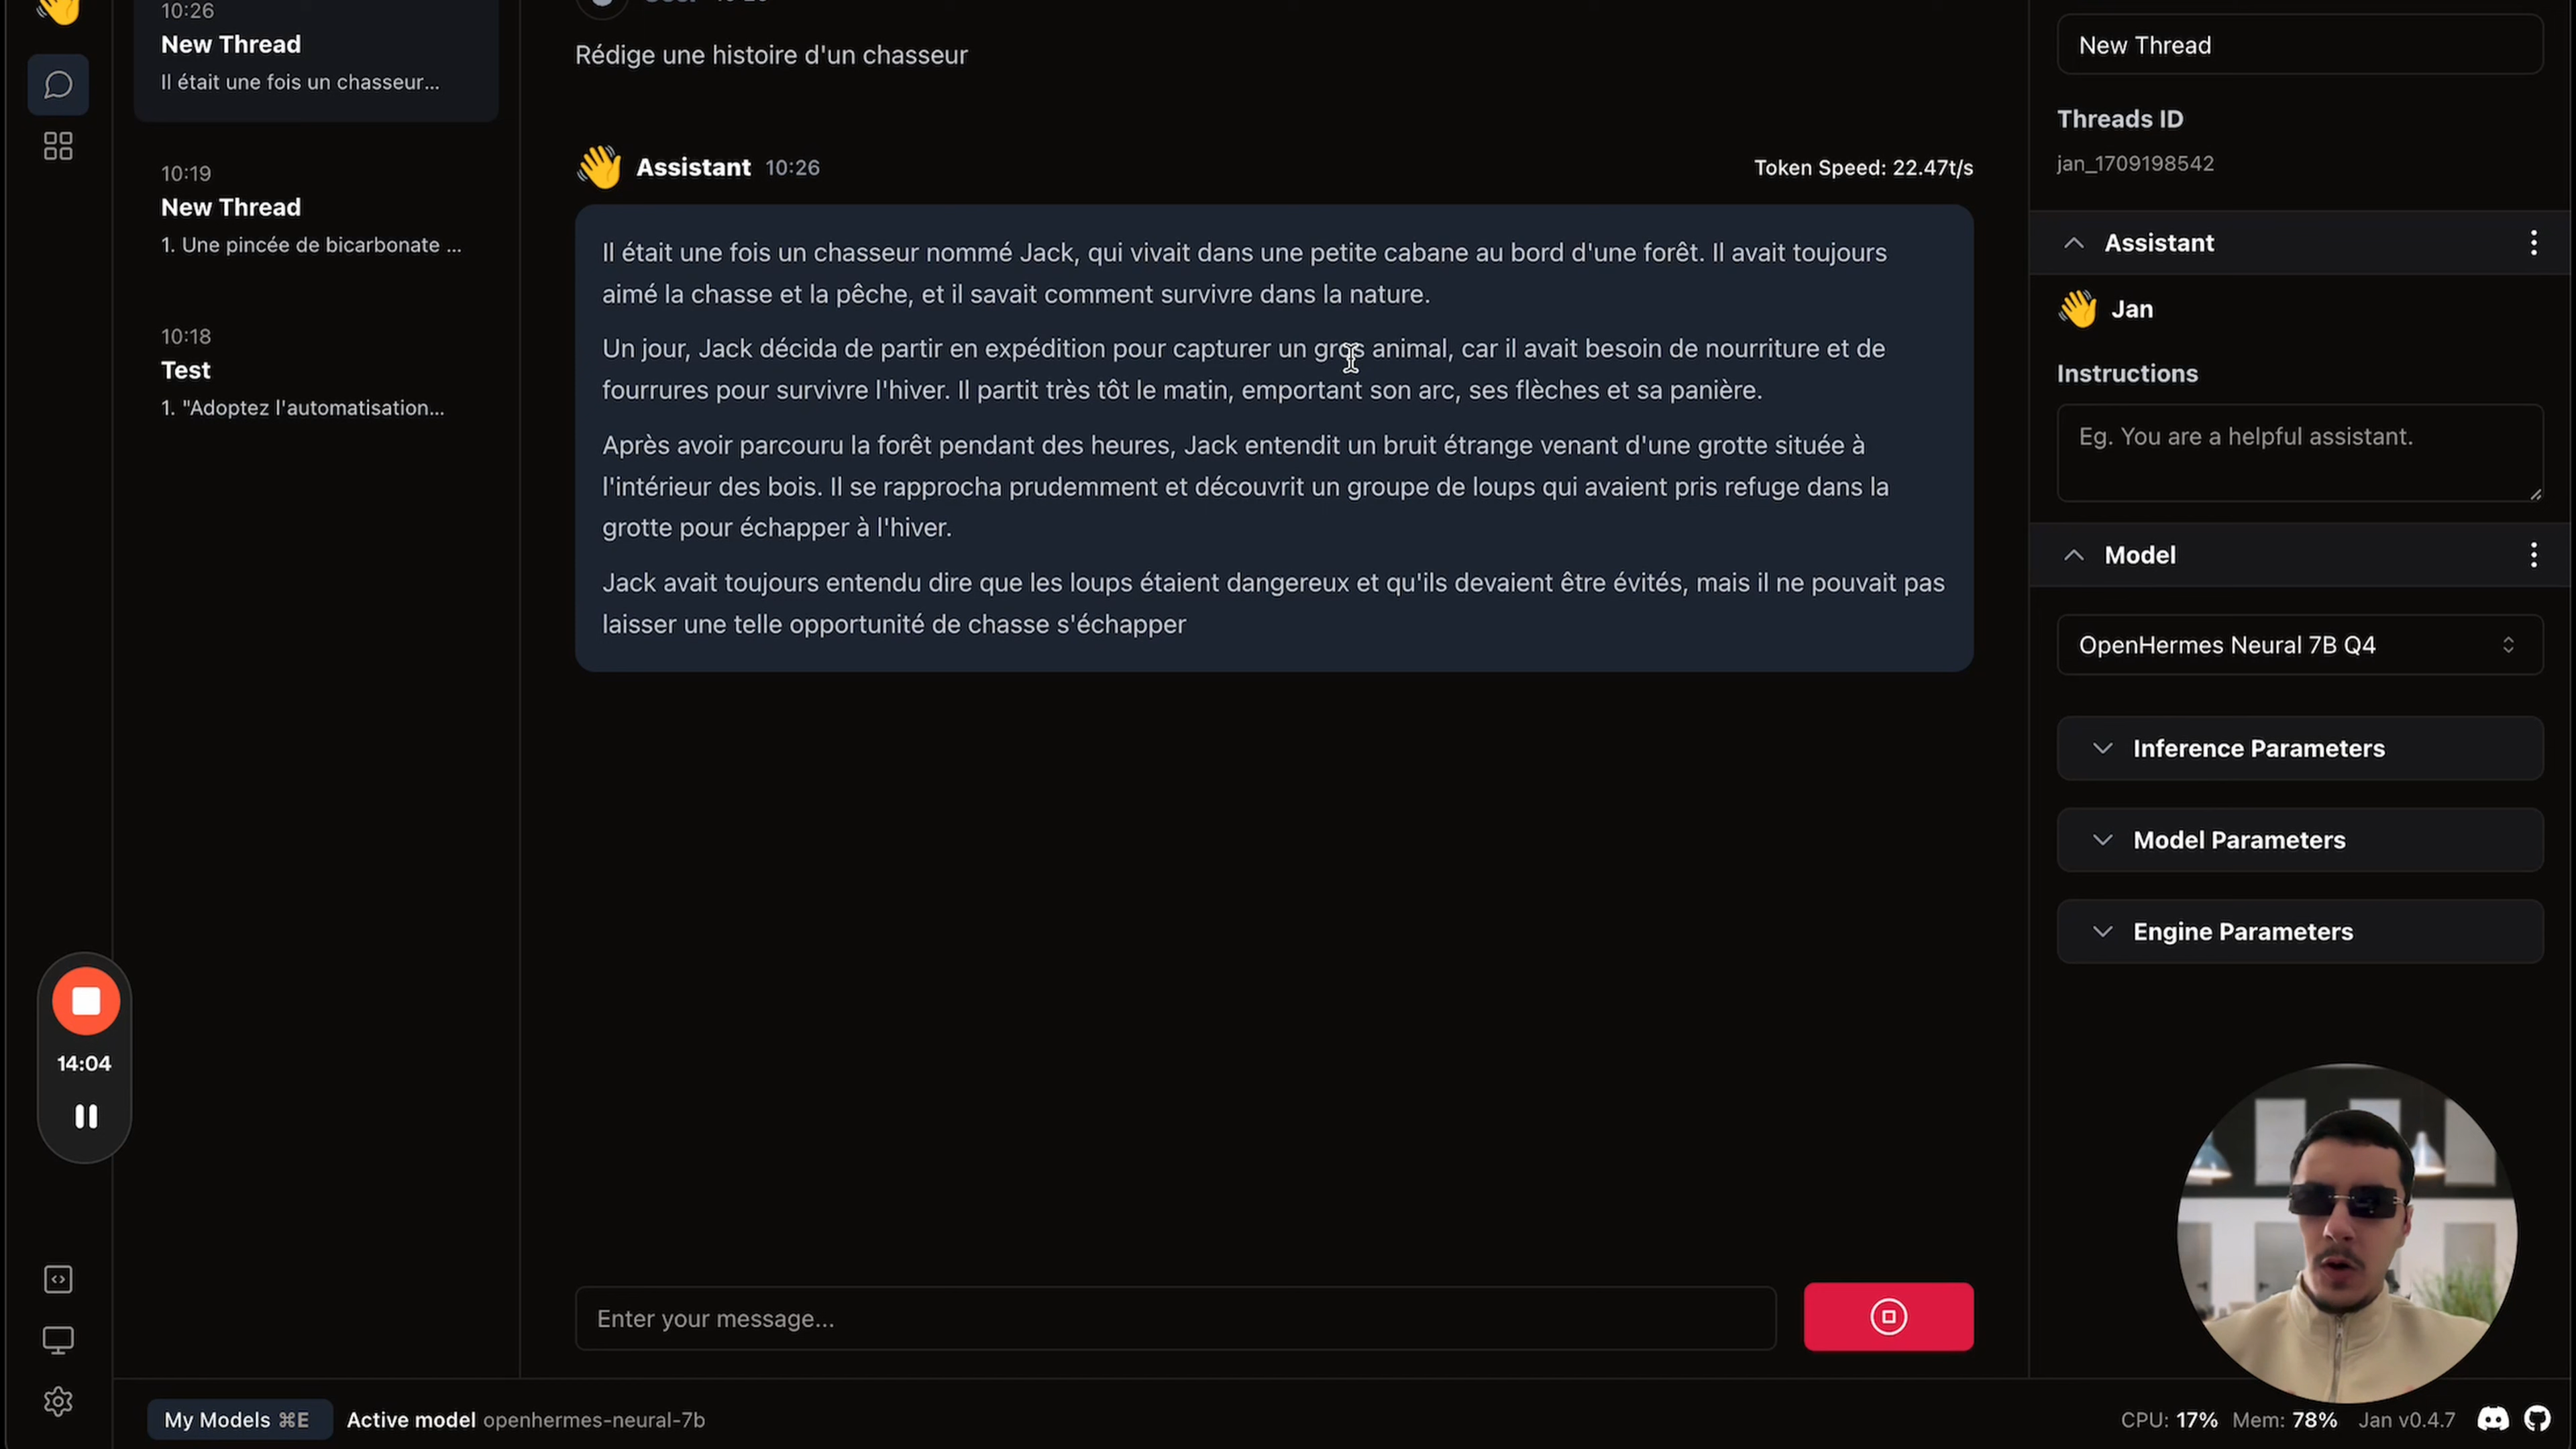 10:26
New Thread
Il était une fois un chasseur...
10:19
New Thread
1. Une pincée de bicarbonate ...
10:18
Test
1. "Adoptez l'automatisation...
14:04
Rédige une histoire d'un chasseur
Assistant 10:26
Token Speed: 22.47t/s
Il était une fois un chasseur nommé Jack, qui vivait dans une petite cabane au bord d'une forêt. Il avait toujours
aimé la chasse et la pêche, et il savait comment survivre dans la nature.
Un jour, Jack décida de partir en expédition pour capturer un gros animal, car il avait besoin de nourriture et de
fourrures pour survivre l'hiver. Il partit très tôt le matin, emportant son arc, ses flèches et sa panière.
Après avoir parcouru la forêt pendant des heures, Jack entendit un bruit étrange venant d'une grotte située à
l'intérieur des bois. Il se rapprocha prudemment et découvrit un groupe de loups qui avaient pris refuge dans la
grotte pour échapper à l'hiver.
Jack avait toujours entendu dire que les loups étaient dangereux et qu'ils devaient être évités, mais il ne pouvait pas
laisser une telle opportunité de chasse s'échapper
Enter your message...
New Thread
Threads ID
jan_1709198542
Assistant
Jan
Instructions
Eg. You are a helpful assistant.
Model
OpenHermes Neural 7B Q4
Inference Parameters
Model Parameters
Engine Parameters
My Models ⌘E
Active model openhermes-neural-7b
CPU: 17% Mem: 78% Jan v0.4.7